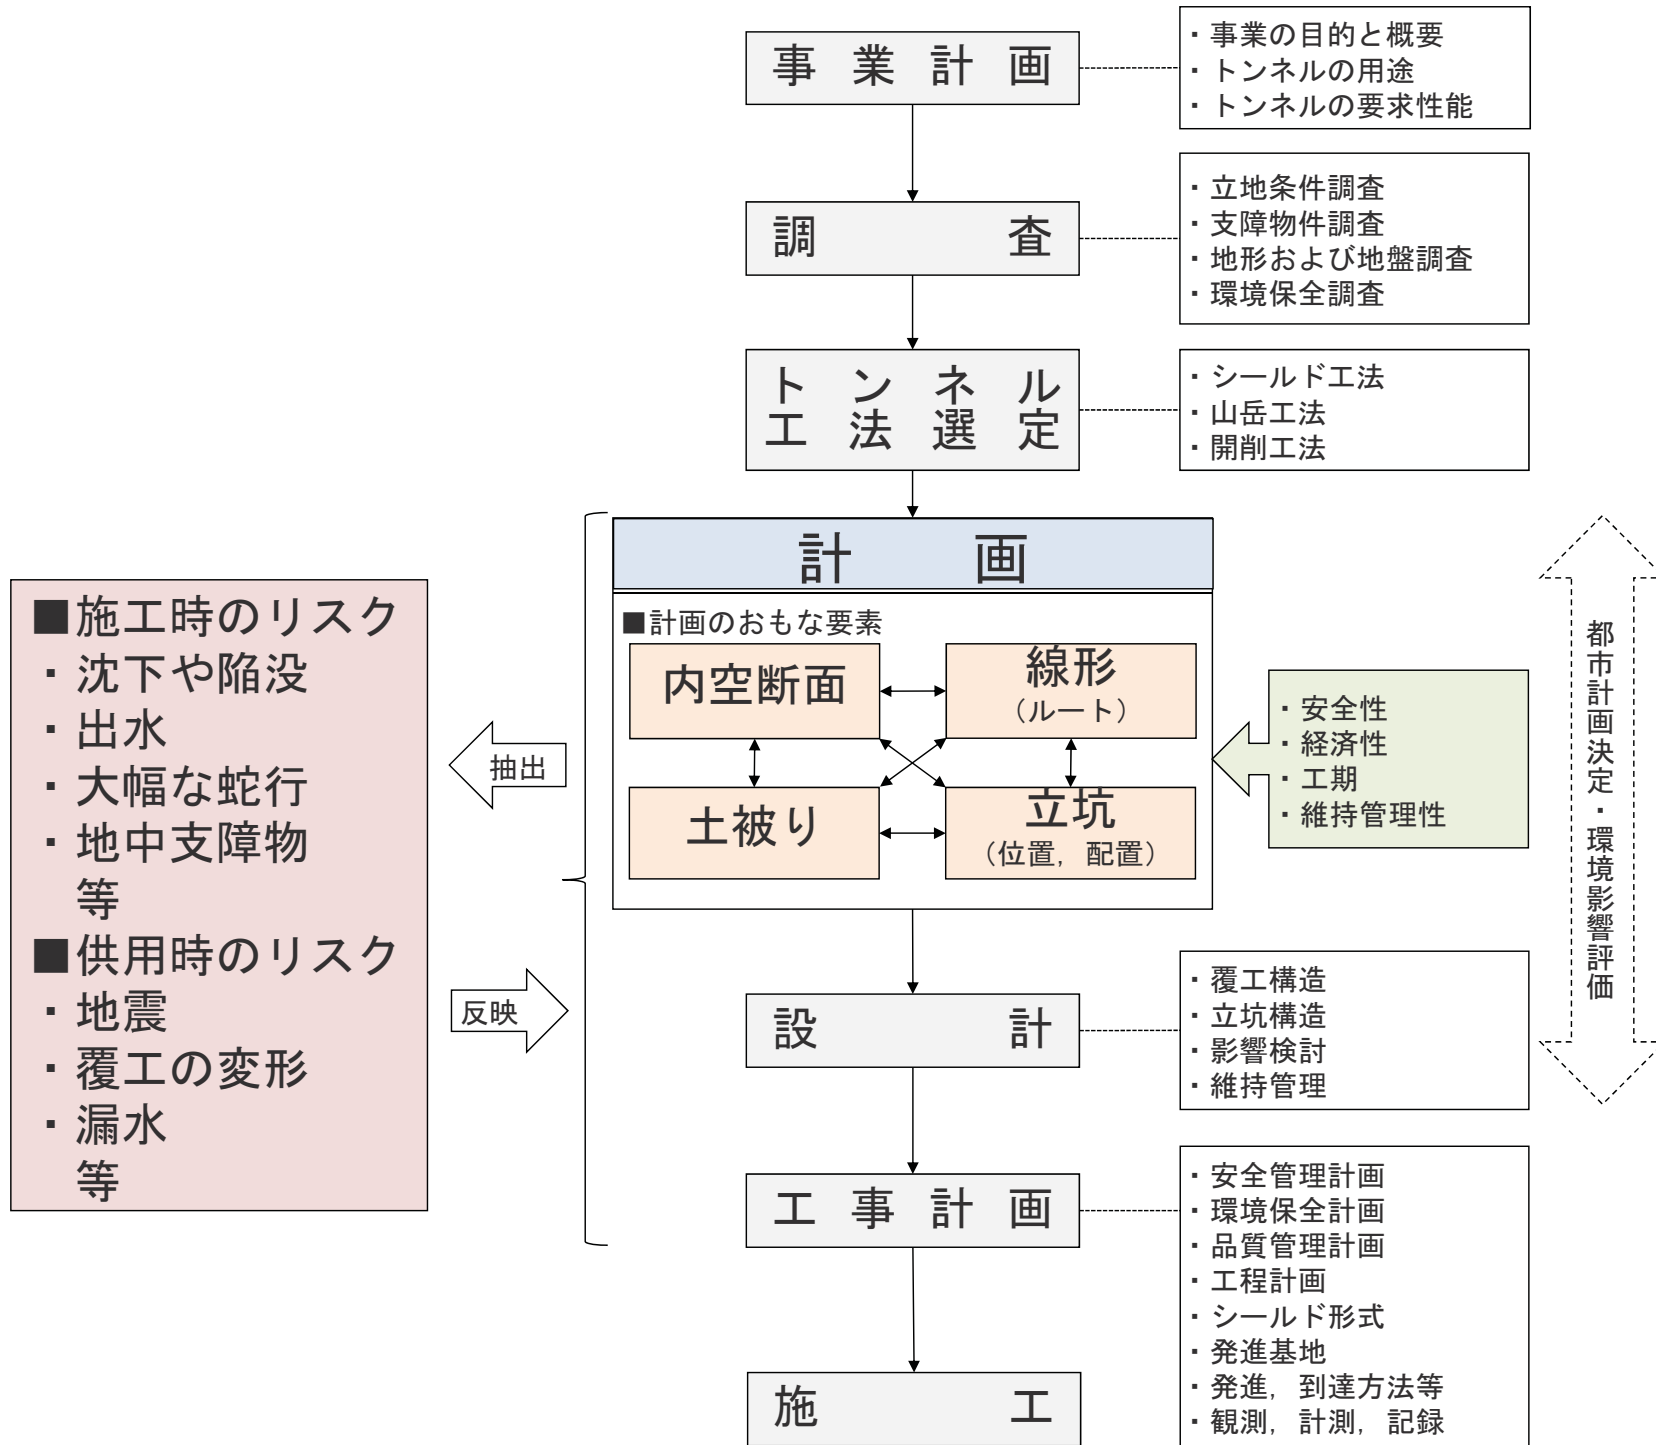 事業計画
・事業の目的と概要
・トンネルの用途
・トンネルの要求性能
調査
・立地条件調査
・支障物件調査
・地形および地盤調査
・環境保全調査
トンネル
工法選定
・シールド工法
・山岳工法
・開削工法
計画
■計画のおもな要素
内空断面
線形
（ルート）
土被り
立坑
（位置，配置）
・安全性
・経済性
・工期
・維持管理性
都市計画決定・環境影響評価
■施工時のリスク
・沈下や陥没
・出水
・大幅な蛇行
・地中支障物
等
■供用時のリスク
・地震
・覆工の変形
・漏水
等
抽出
反映
設計
・覆工構造
・立坑構造
・影響検討
・維持管理
工事計画
・安全管理計画
・環境保全計画
・品質管理計画
・工程計画
・シールド形式
・発進基地
・発進，到達方法等
・観測，計測，記録
施工